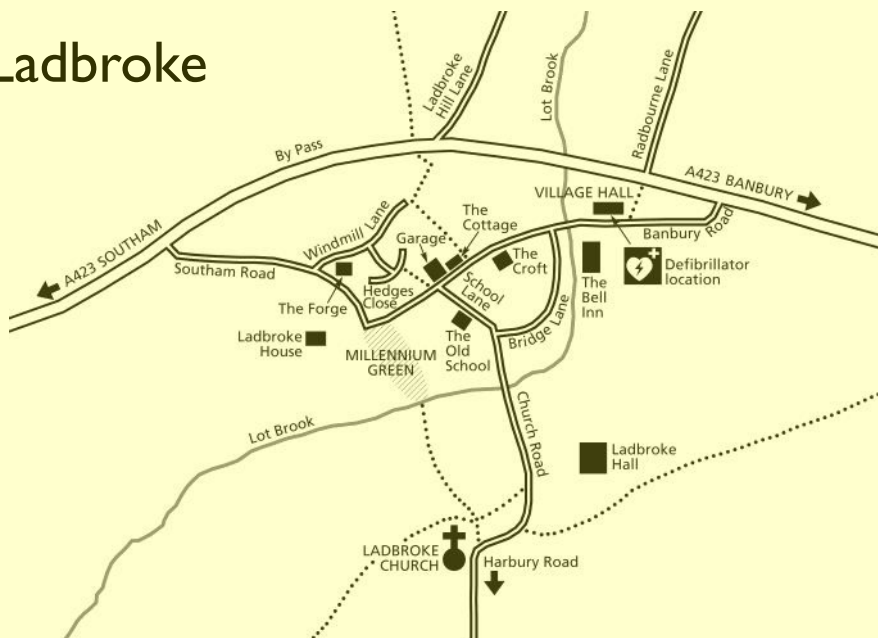 Ladbroke
Ladbroke
Hill Lane
Lot Brook
Radbourne Lane
By Pass
A423 BANBURY
VILLAGE HALL
Windmill Lane
The
Cottage
Garage
Banbury Road
A423 SOUTHAM
Southam Road
The
Croft
Defibrillator
location
The Forge
Hedges
Close
School
Lane
The
Bell
Inn
Bridge Lane
Ladbroke
House
The
Old
School
MILLENNIUM
GREEN
Lot Brook
Church Road
Ladbroke
Hall
LADBROKE
CHURCH
Harbury Road